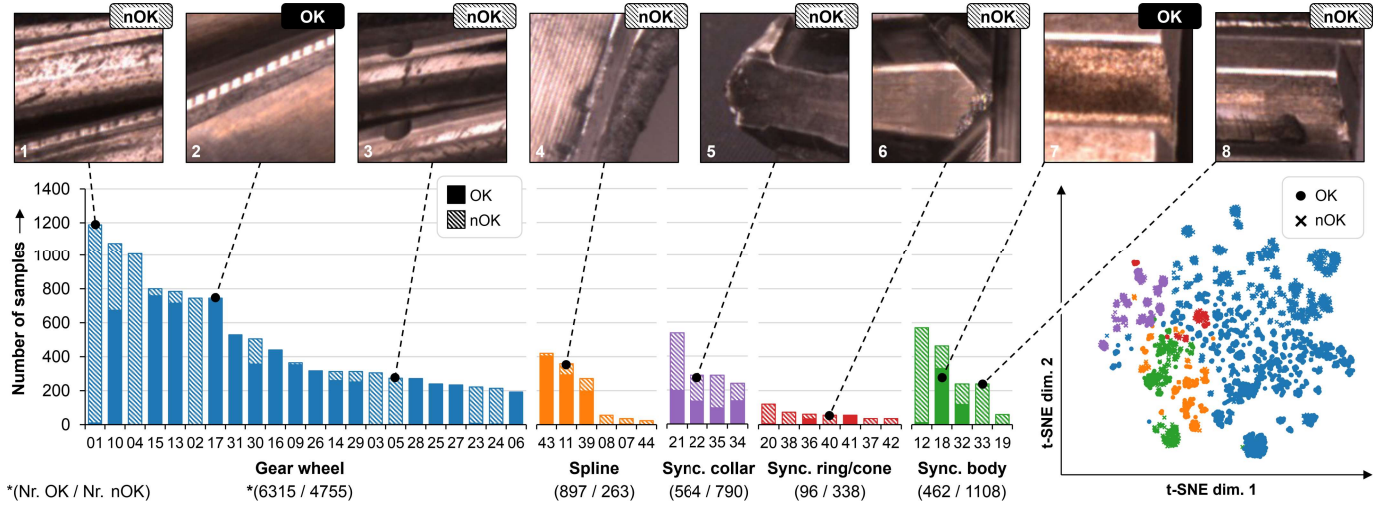 nOK OK nOK nOK nOK nOK OK nOK
1 2 3 4 5 6 7 8
Number of samples
1400
1200
1000
800
600
400
200
0
OK
nOK
01 10 04 15 13 02 17 31 30 16 09 26 14 29 03 05 28 25 27 23 24 06
43 11 39 08 07 44
21 22 35 34
20 38 36 40 41 37 42
12 18 32 33 19
Gear wheel Spline Sync. collar Sync. ring/cone Sync. body
*(Nr. OK / Nr. nOK) *(6315 / 4755) (897 / 263) (564 / 790) (96 / 338) (462 / 1108)
OK
nOK
t-SNE dim. 2
t-SNE dim. 1